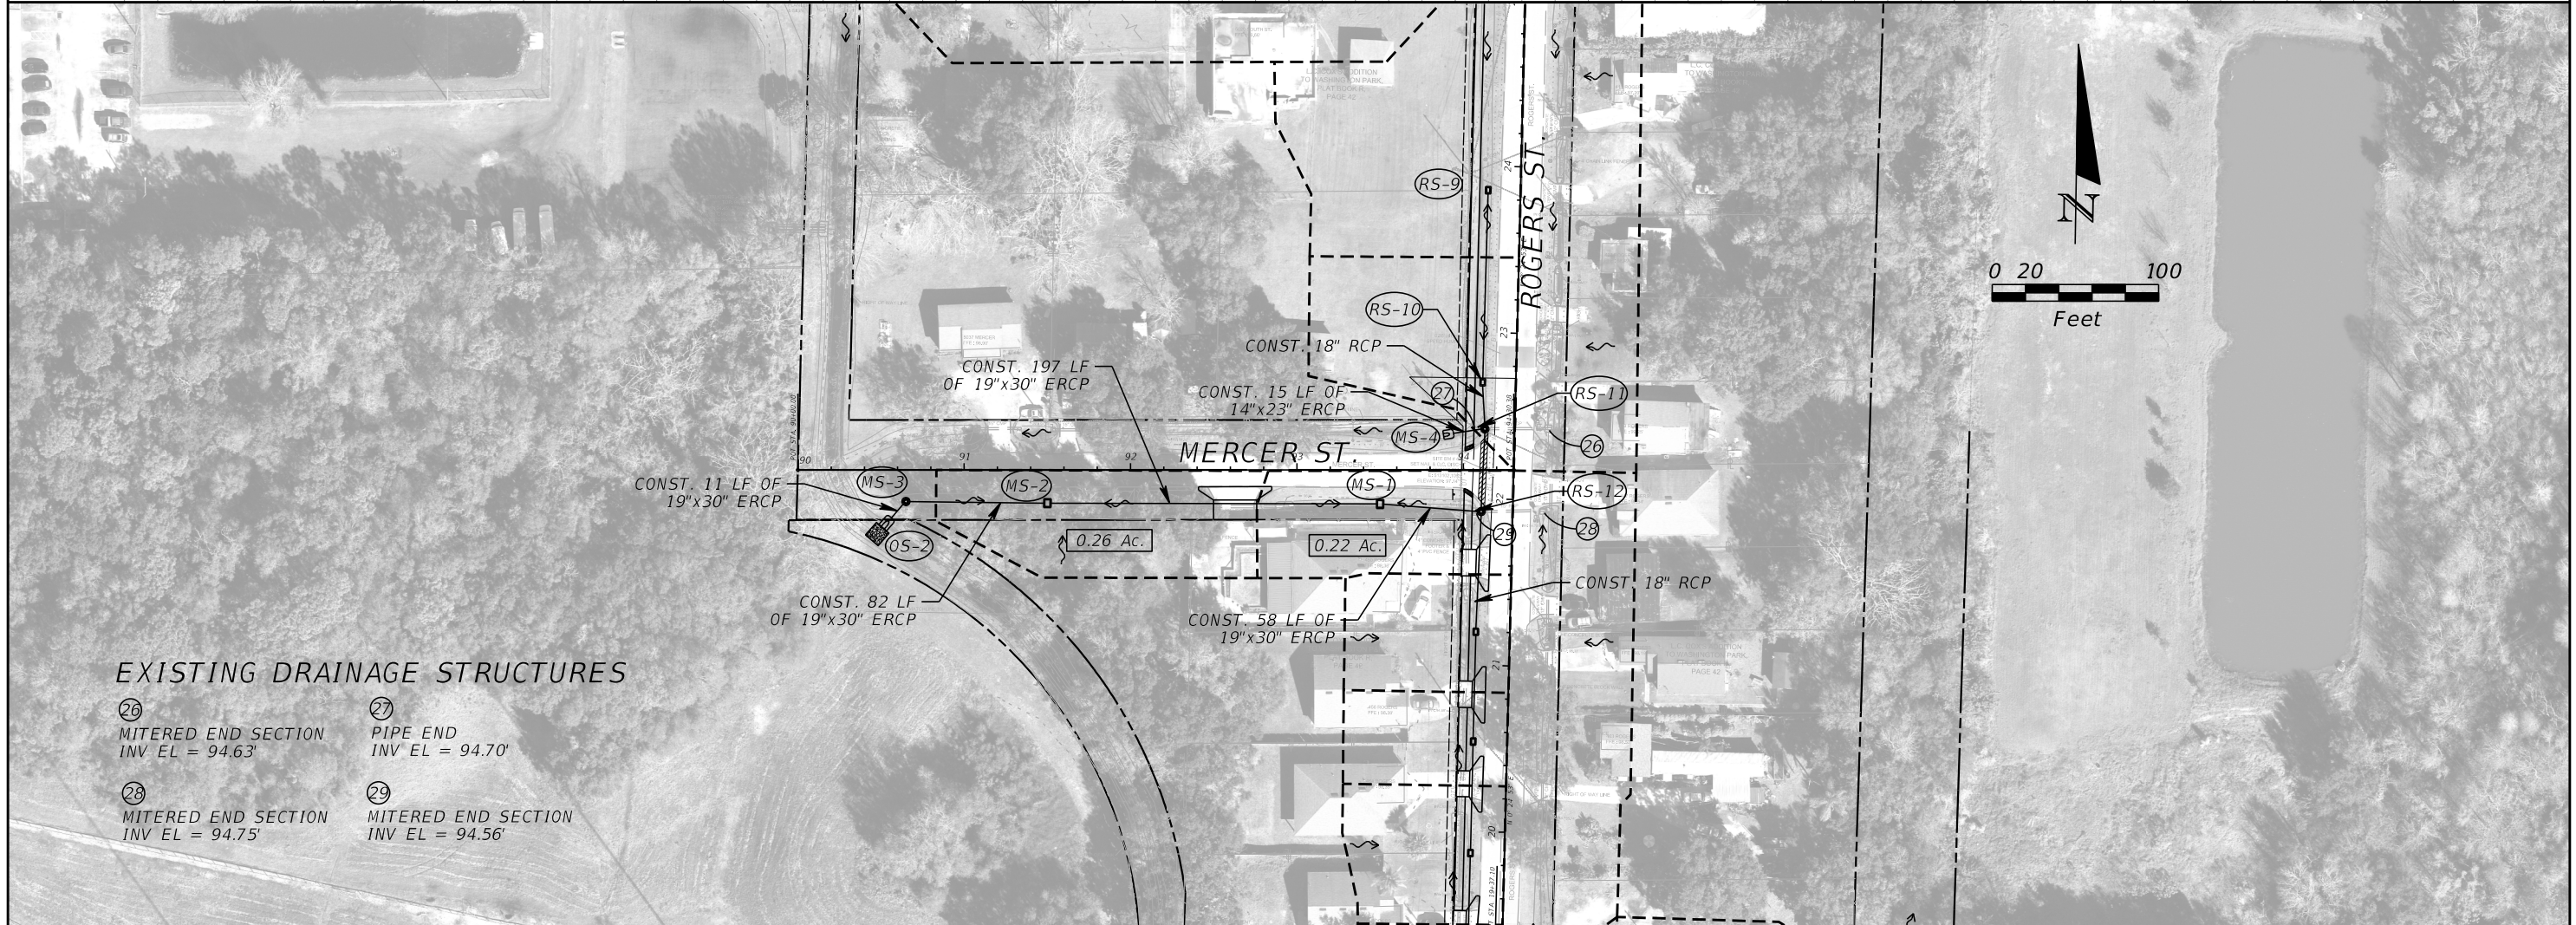 RS-9
24
ROGERS ST.
ROGERS ST.
N
0 20 100
Feet
RS-10
23
CONST. 18" RCP
CONST. 197 LF
OF 19"x30" ERCP
CONST. 15 LF OF
14"x23" ERCP
27
RS-11
MS-4
26
MERCER ST.
90
91
92
93
94
CONST. 11 LF OF
19"x30" ERCP
MS-3
MS-2
MS-1
RS-12
22
OS-2
0.26 Ac.
0.22 Ac.
29
28
CONST. 18" RCP
CONST. 82 LF
OF 19"x30" ERCP
CONST. 58 LF OF
19"x30" ERCP
21
20
EXISTING DRAINAGE STRUCTURES
26
MITERED END SECTION
INV EL = 94.63'
27
PIPE END
INV EL = 94.70'
28
MITERED END SECTION
INV EL = 94.75'
29
MITERED END SECTION
INV EL = 94.56'